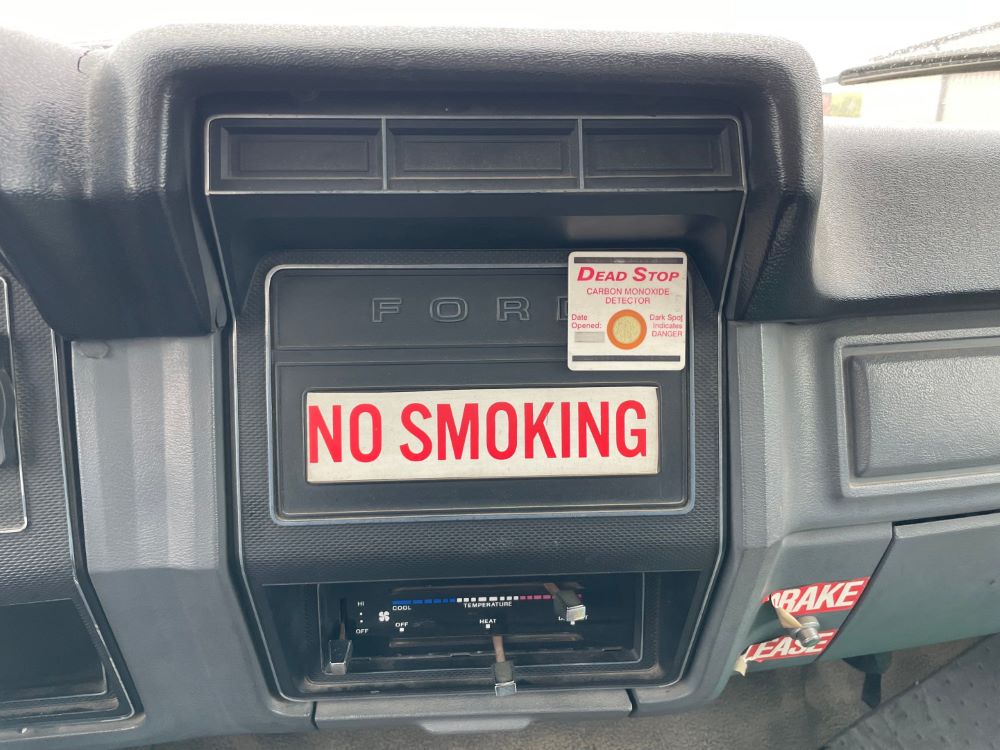 FORD
DEAD STOP
CARBON MONOXIDE
DETECTOR
Date
Opened:
Dark Spot
Indicates
DANGER
NO SMOKING
HI
OFF
COOL
TEMPERATURE
OFF
HEAT
BRAKE